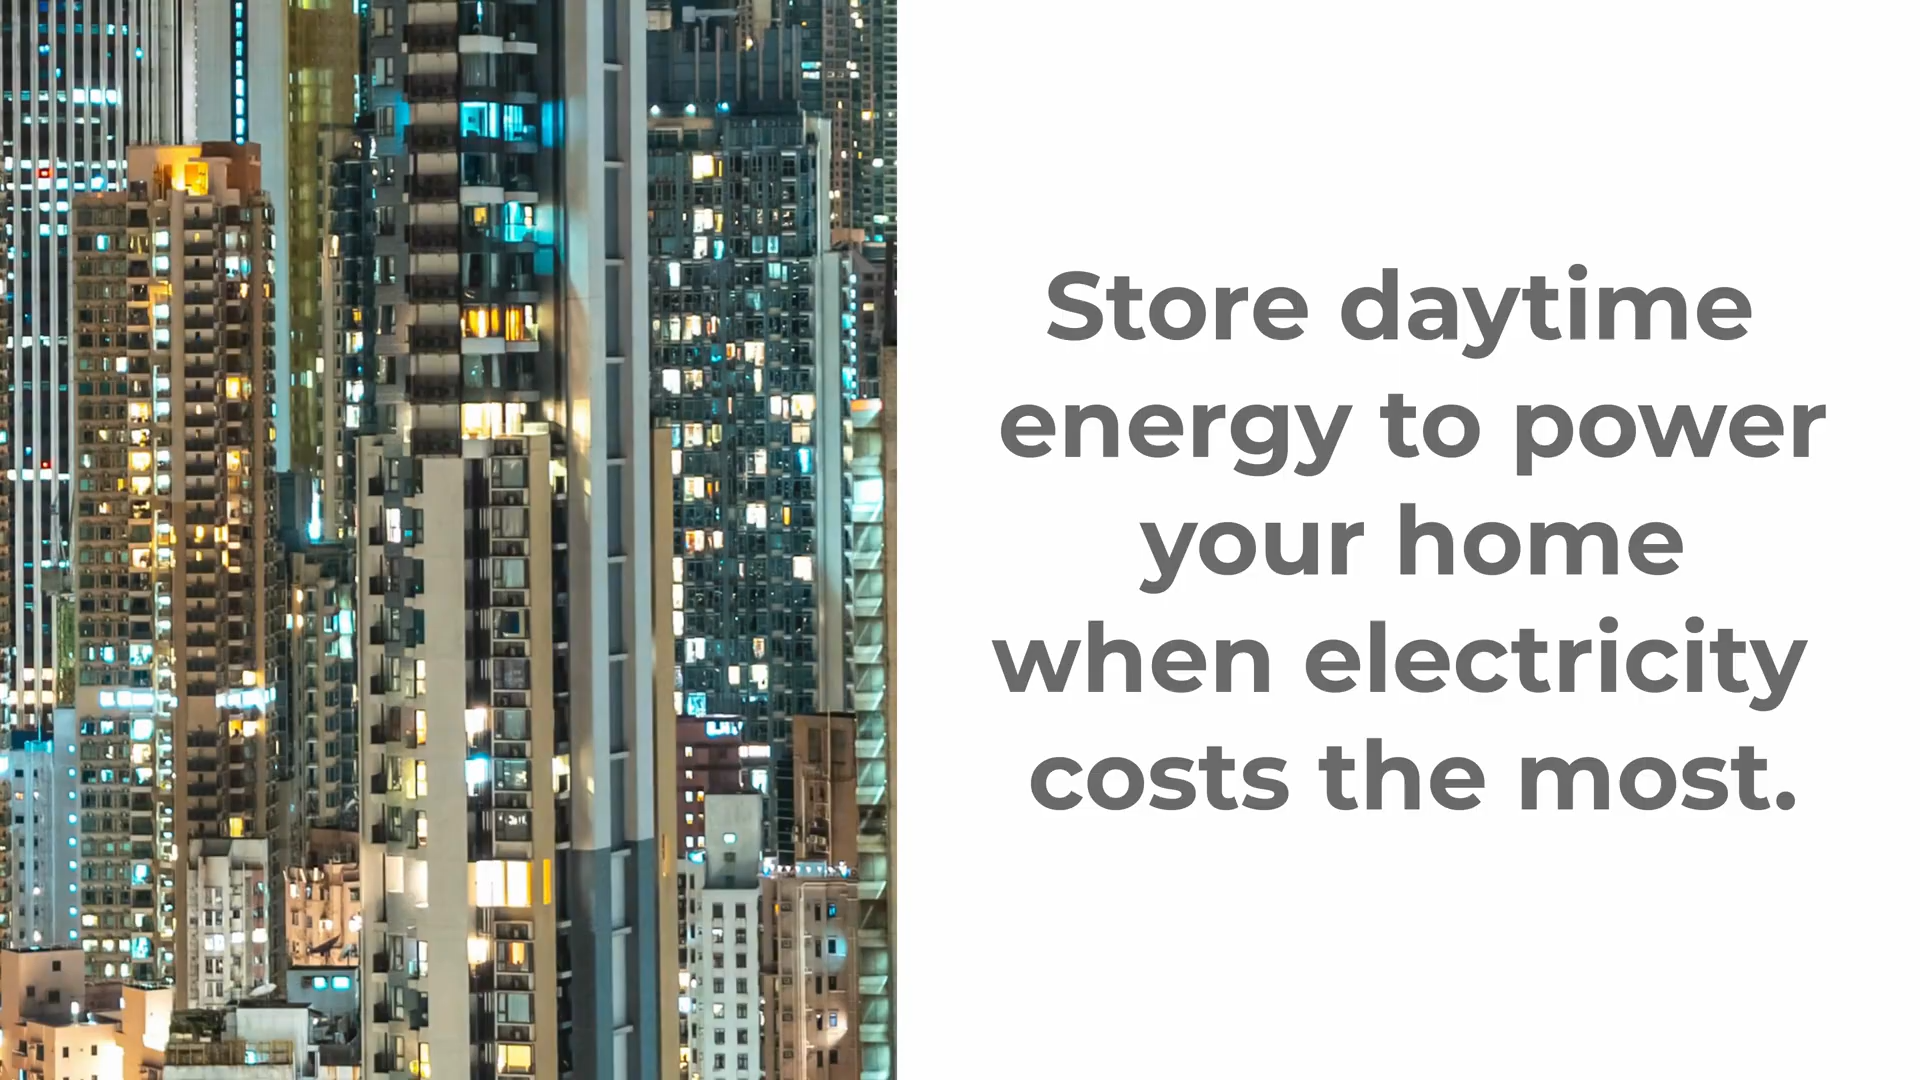 Store daytime
energy to power
your home
when electricity
costs the most.